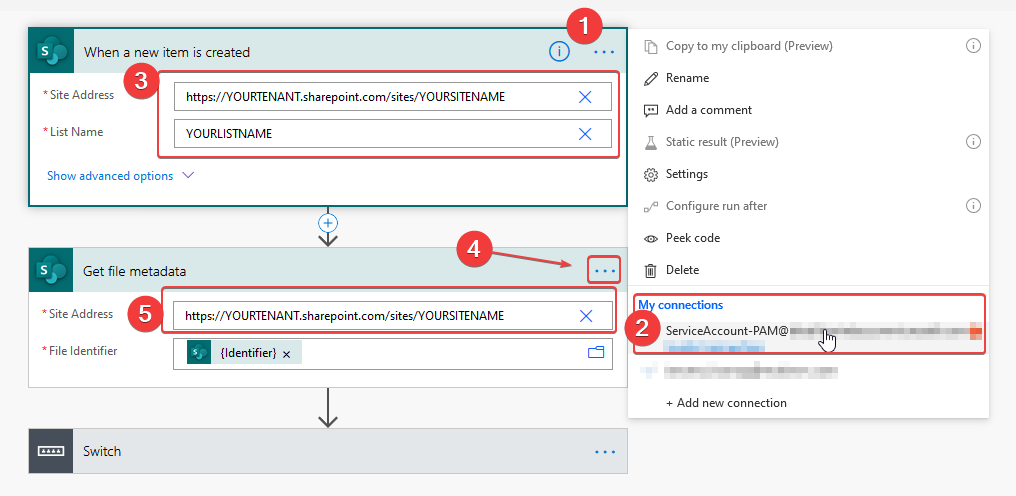 1
When a new item is created
3
* Site Address
https://YOURTENANT.sharepoint.com/sites/YOURSITENAME
* List Name
YOURLISTNAME
Show advanced options
4
Get file metadata
5
* Site Address
https://YOURTENANT.sharepoint.com/sites/YOURSITENAME
* File Identifier
{Identifier} ×
Switch
Copy to my clipboard (Preview)
Rename
Add a comment
Static result (Preview)
Settings
Configure run after
Peek code
Delete
My connections
2
ServiceAccount-PAM@
+ Add new connection